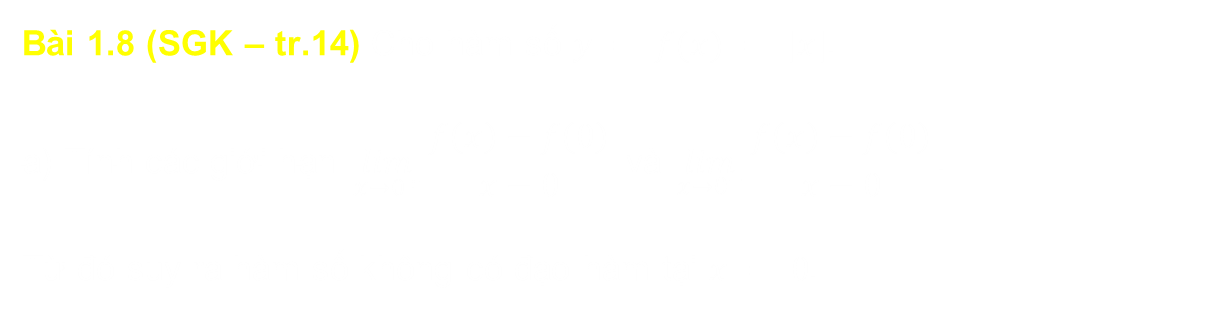 Bài 1.8 (SGK – tr.14)